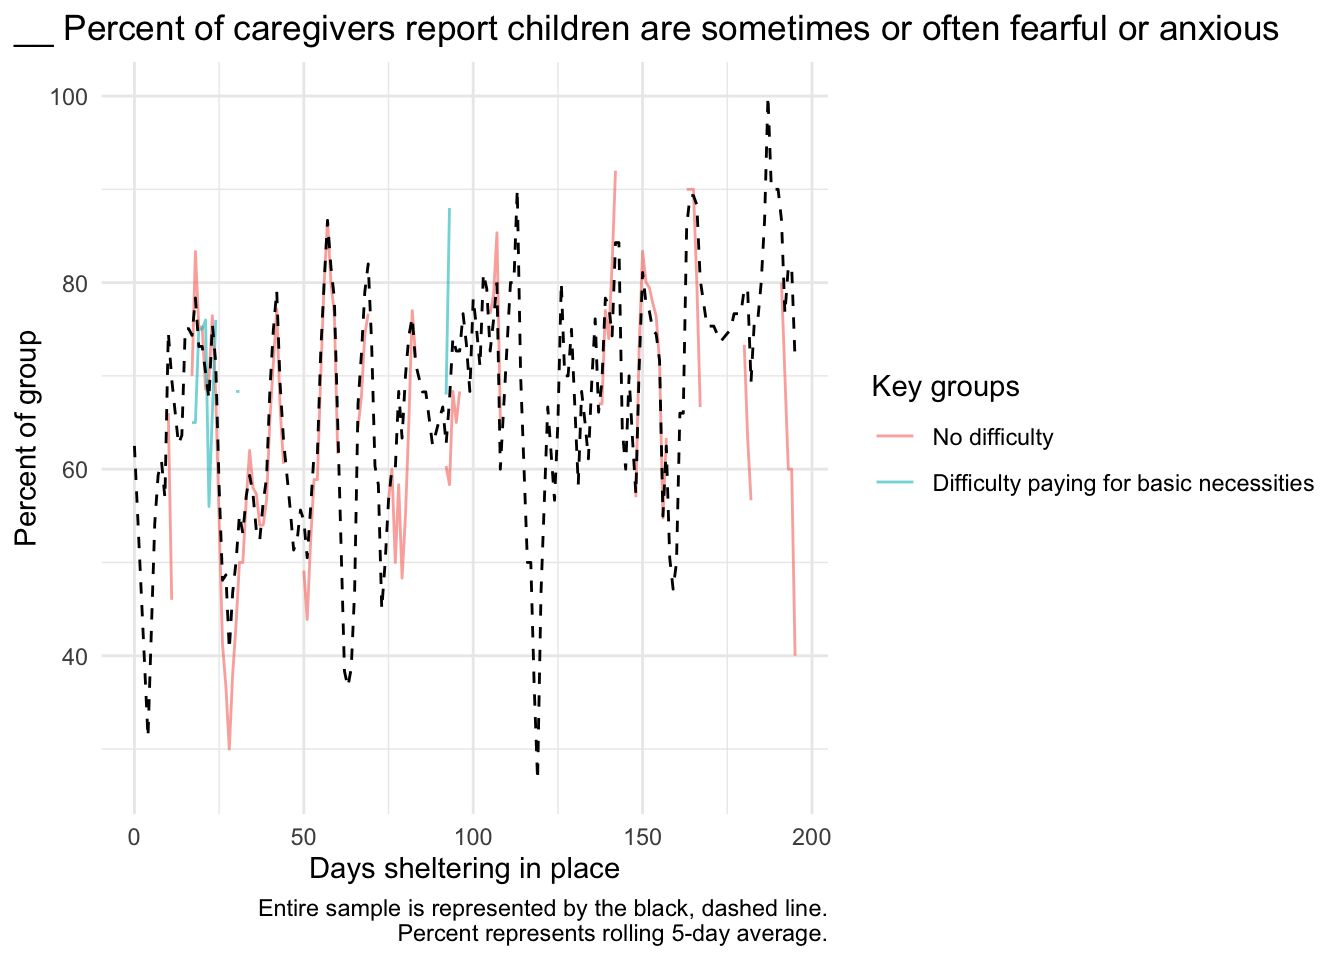 __ Percent of caregivers report children are sometimes or often fearful or anxious
100
80
60
40
Percent of group
0
50
100
150
200
Days sheltering in place
Key groups
No difficulty
Difficulty paying for basic necessities
Entire sample is represented by the black, dashed line.
Percent represents rolling 5-day average.